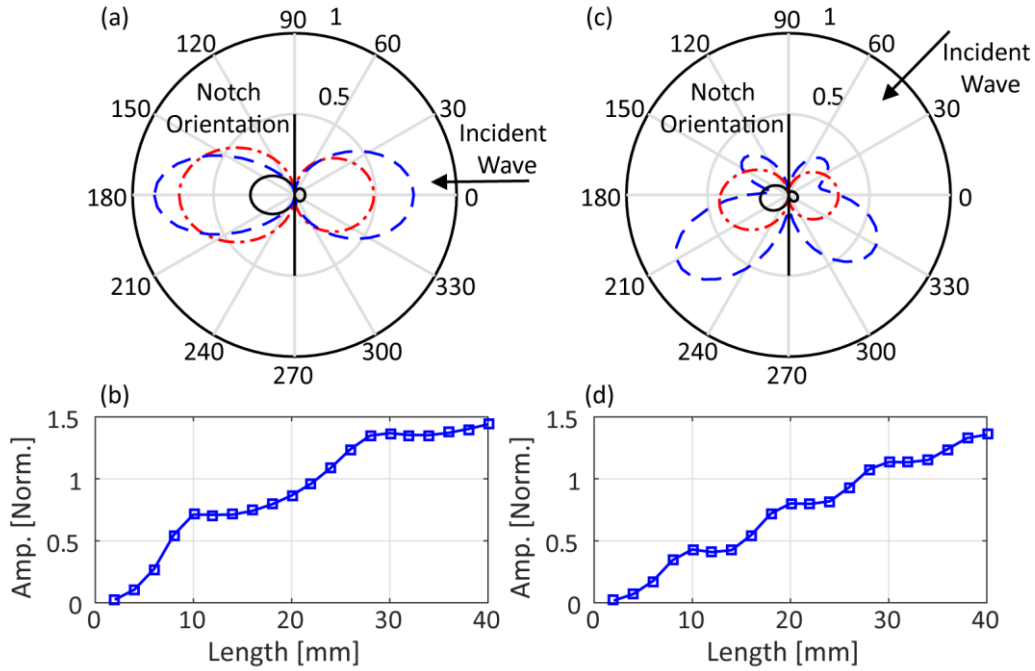 (a)
90 1
120 60
Notch
Orientation
0.5
150 30
Incident
Wave
180 0
210 330
240 300
270
(c)
90 1
120 60
Incident
Wave
Notch
Orientation
0.5
150 30
180 0
210 330
240 300
270
(b)
1.5
1
0.5
0
Amp. [Norm.]
0 10 20 30 40
Length [mm]
(d)
1.5
1
0.5
0
Amp. [Norm.]
0 10 20 30 40
Length [mm]